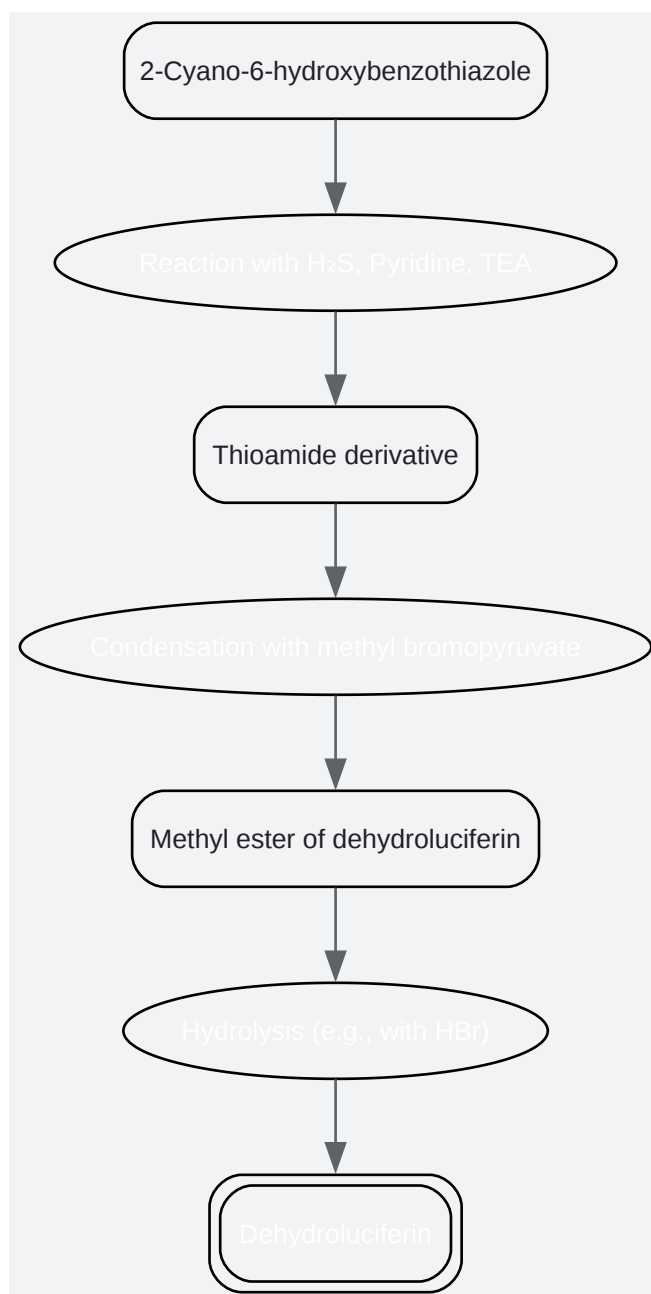 2-Cyano-6-hydroxybenzothiazole
Reaction with H₂S, Pyridine, TEA
Thioamide derivative
Condensation with methyl bromopyruvate
Methyl ester of dehydroluciferin
Hydrolysis (e.g., with HBr)
Dehydroluciferin